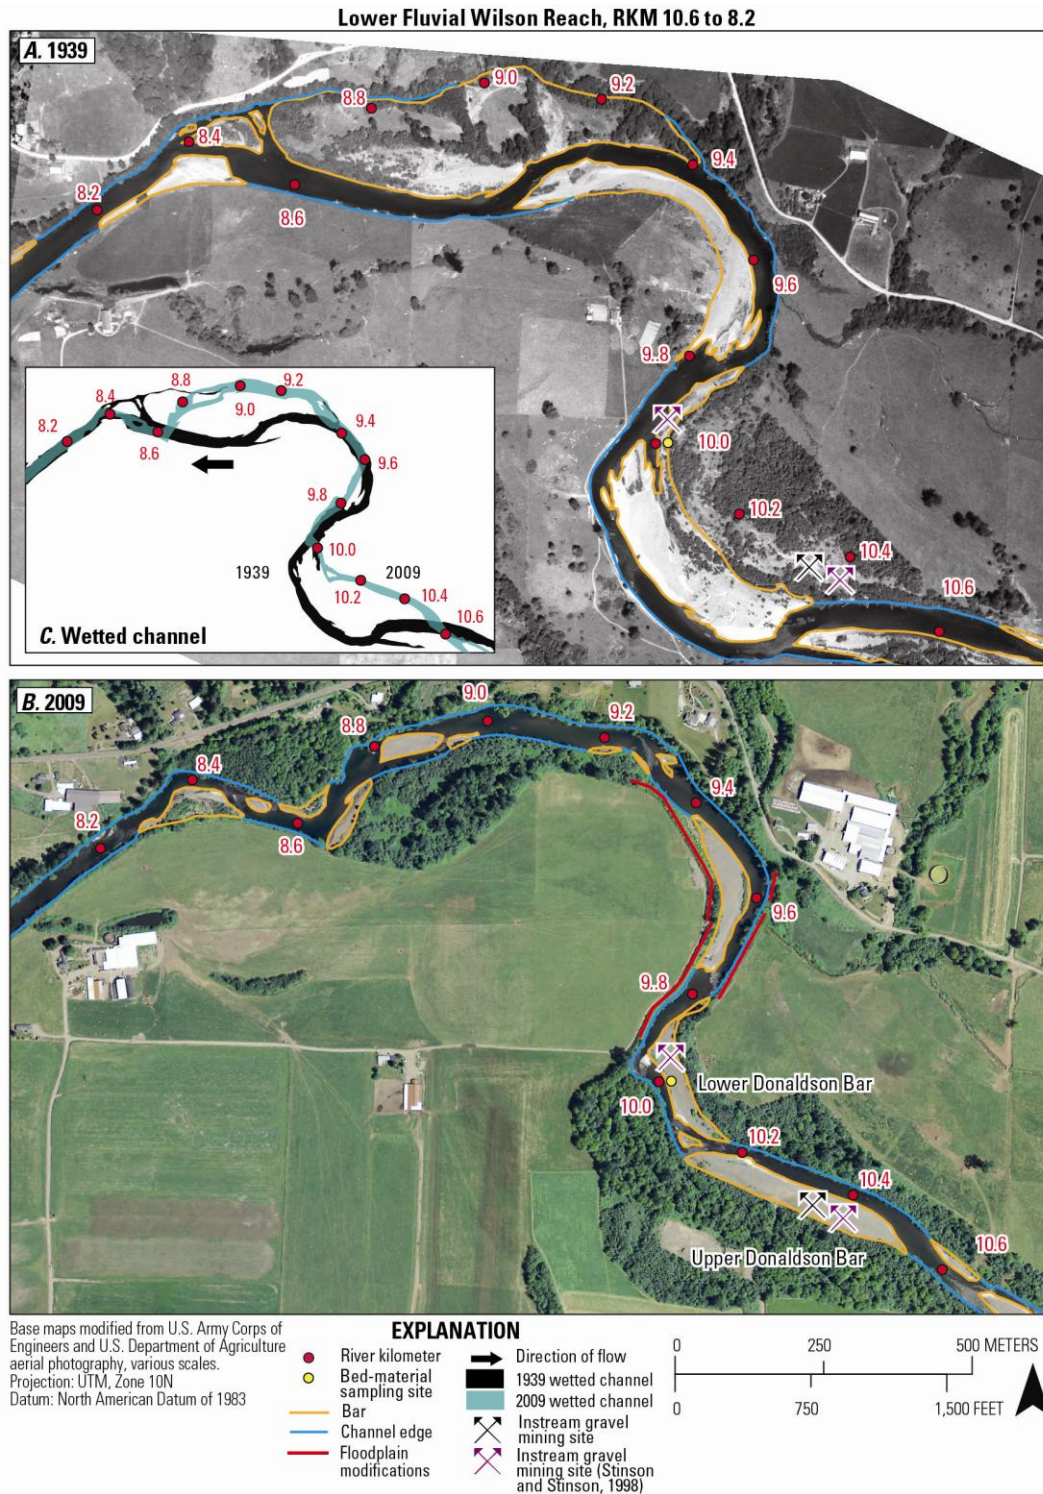 Lower Fluvial Wilson Reach, RKM 10.6 to 8.2
A. 1939
9.0
9.2
8.8
8.4
9.4
8.2
8.6
9.6
9..8
10.0
10.2
10.4
10.6
8.8
9.2
8.4
9.0
8.2
9.4
8.6
9.6
9.8
10.0
1939
2009
10.2
10.4
10.6
C. Wetted channel
B. 2009
9.0
9.2
8.8
8.4
9.4
8.2
8.6
9.6
9..8
Lower Donaldson Bar
10.0
10.2
10.4
10.6
Upper Donaldson Bar
Base maps modified from U.S. Army Corps of
Engineers and U.S. Department of Agriculture
aerial photography, various scales.
Projection: UTM, Zone 10N
Datum: North American Datum of 1983
EXPLANATION
River kilometer
Bed-material
sampling site
Bar
Channel edge
Floodplain
modifications
Direction of flow
1939 wetted channel
2009 wetted channel
Instream gravel
mining site
Instream gravel
mining site (Stinson
and Stinson, 1998)
0 250 500 METERS
0 750 1,500 FEET